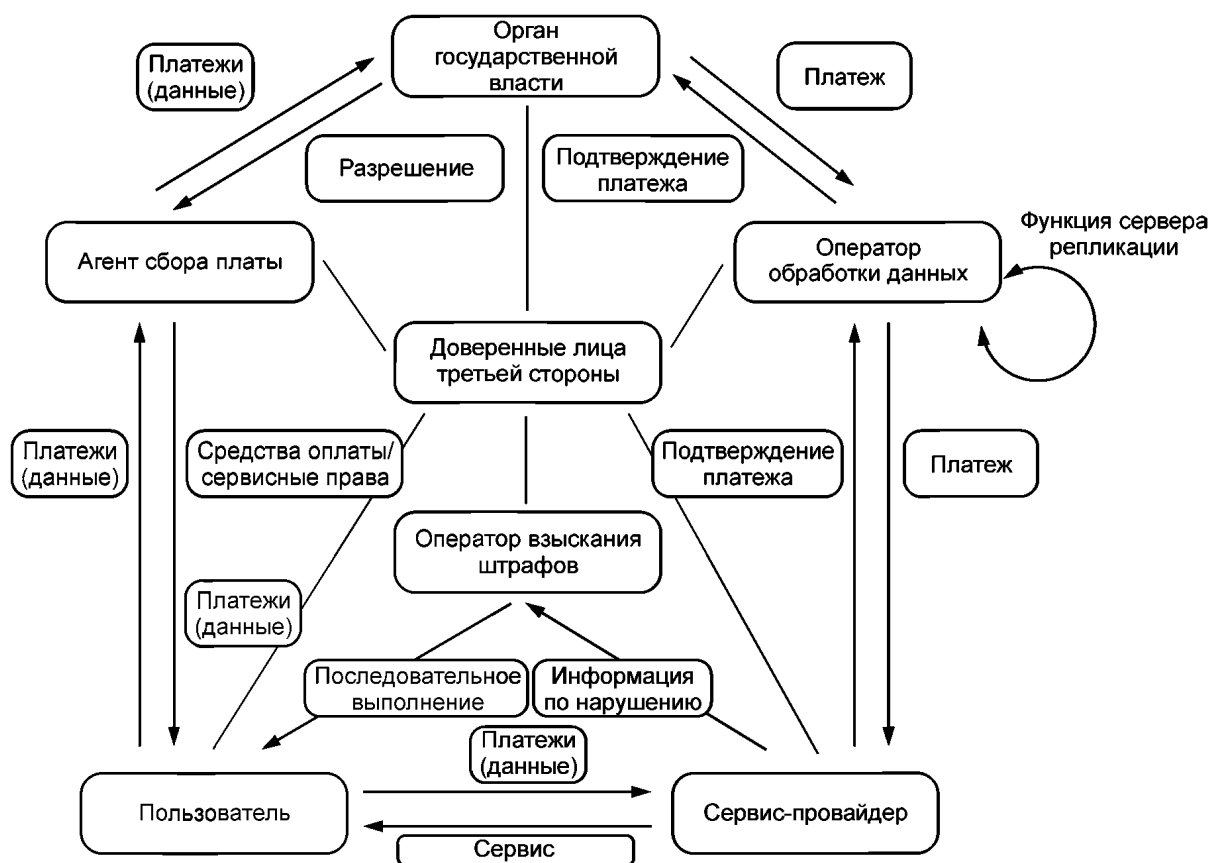 Орган
государственной
власти
Платежи
(данные)
Платеж
Разрешение
Подтверждение
платежа
Агент сбора платы
Оператор
обработки данных
Функция сервера
репликации
Доверенные лица
третьей стороны
Платежи
(данные)
Средства оплаты/
сервисные права
Подтверждение
платежа
Платеж
Оператор взыскания
штрафов
Платежи
(данные)
Последовательное
выполнение
Информация
по нарушению
Платежи
(данные)
Пользователь
Сервис-провайдер
Сервис